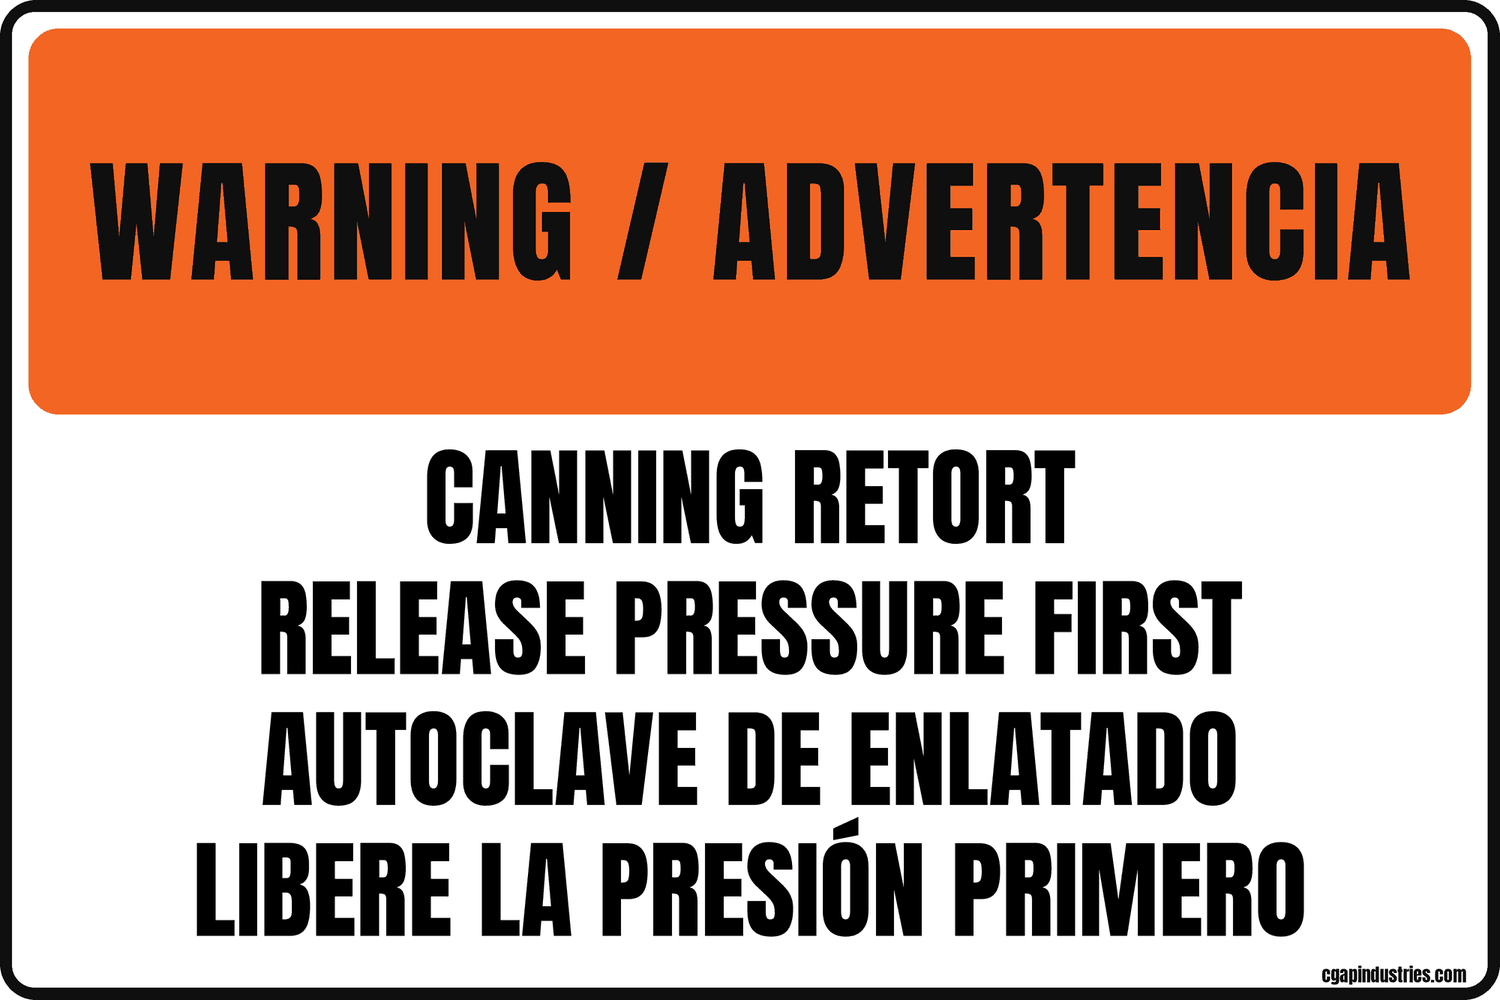 WARNING / ADVERTENCIA
CANNING RETORT
RELEASE PRESSURE FIRST
AUTOCLAVE DE ENLATADO
LIBERE LA PRESIÓN PRIMERO
cgapindustries.com